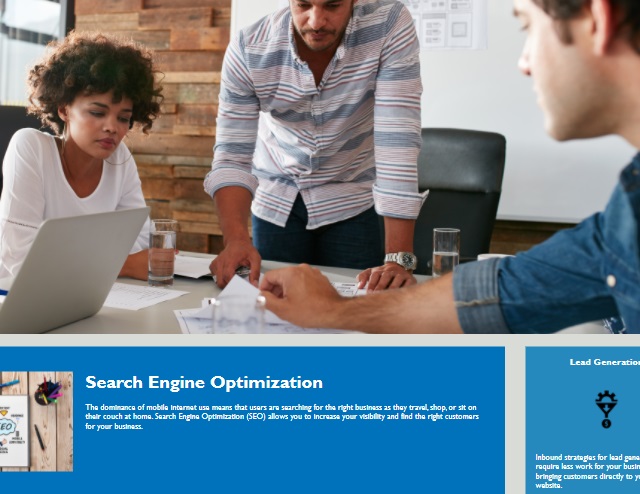 Search Engine Optimization
The dominance of mobile internet use means that users are searching for the right business as they travel, shop, or sit on
their couch at home. Search Engine Optimization (SEO) allows you to increase your visibility and find the right customers
for your business.
SEO
Lead Generation
Inbound strategies for lead gene
require less work for your busin
bringing customers directly to yo
website.